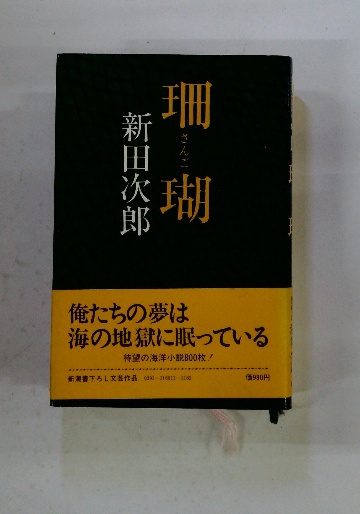 珊瑚
さんご
新田次郎
俺たちの夢は
海の地獄に眠っている
待望の海洋小説800枚!
新潮書下ろし文芸作品
価980円